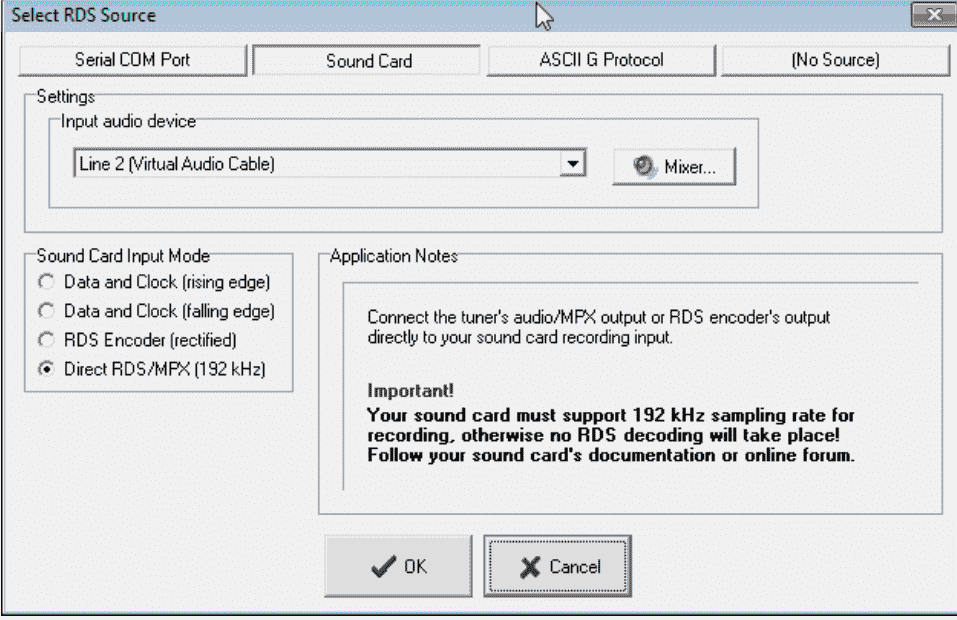 Select RDS Source
Serial COM Port
Sound Card
ASCII G Protocol
(No Source)
Settings
Input audio device
Line 2 (Virtual Audio Cable)
Mixer...
Sound Card Input Mode
Data and Clock (rising edge)
Data and Clock (falling edge)
RDS Encoder (rectified)
Direct RDS/MPX (192 kHz)
Application Notes
Connect the tuner's audio/MPX output or RDS encoder's output
directly to your sound card recording input.
Important!
Your sound card must support 192 kHz sampling rate for
recording, otherwise no RDS decoding will take place!
Follow your sound card's documentation or online forum.
OK
Cancel